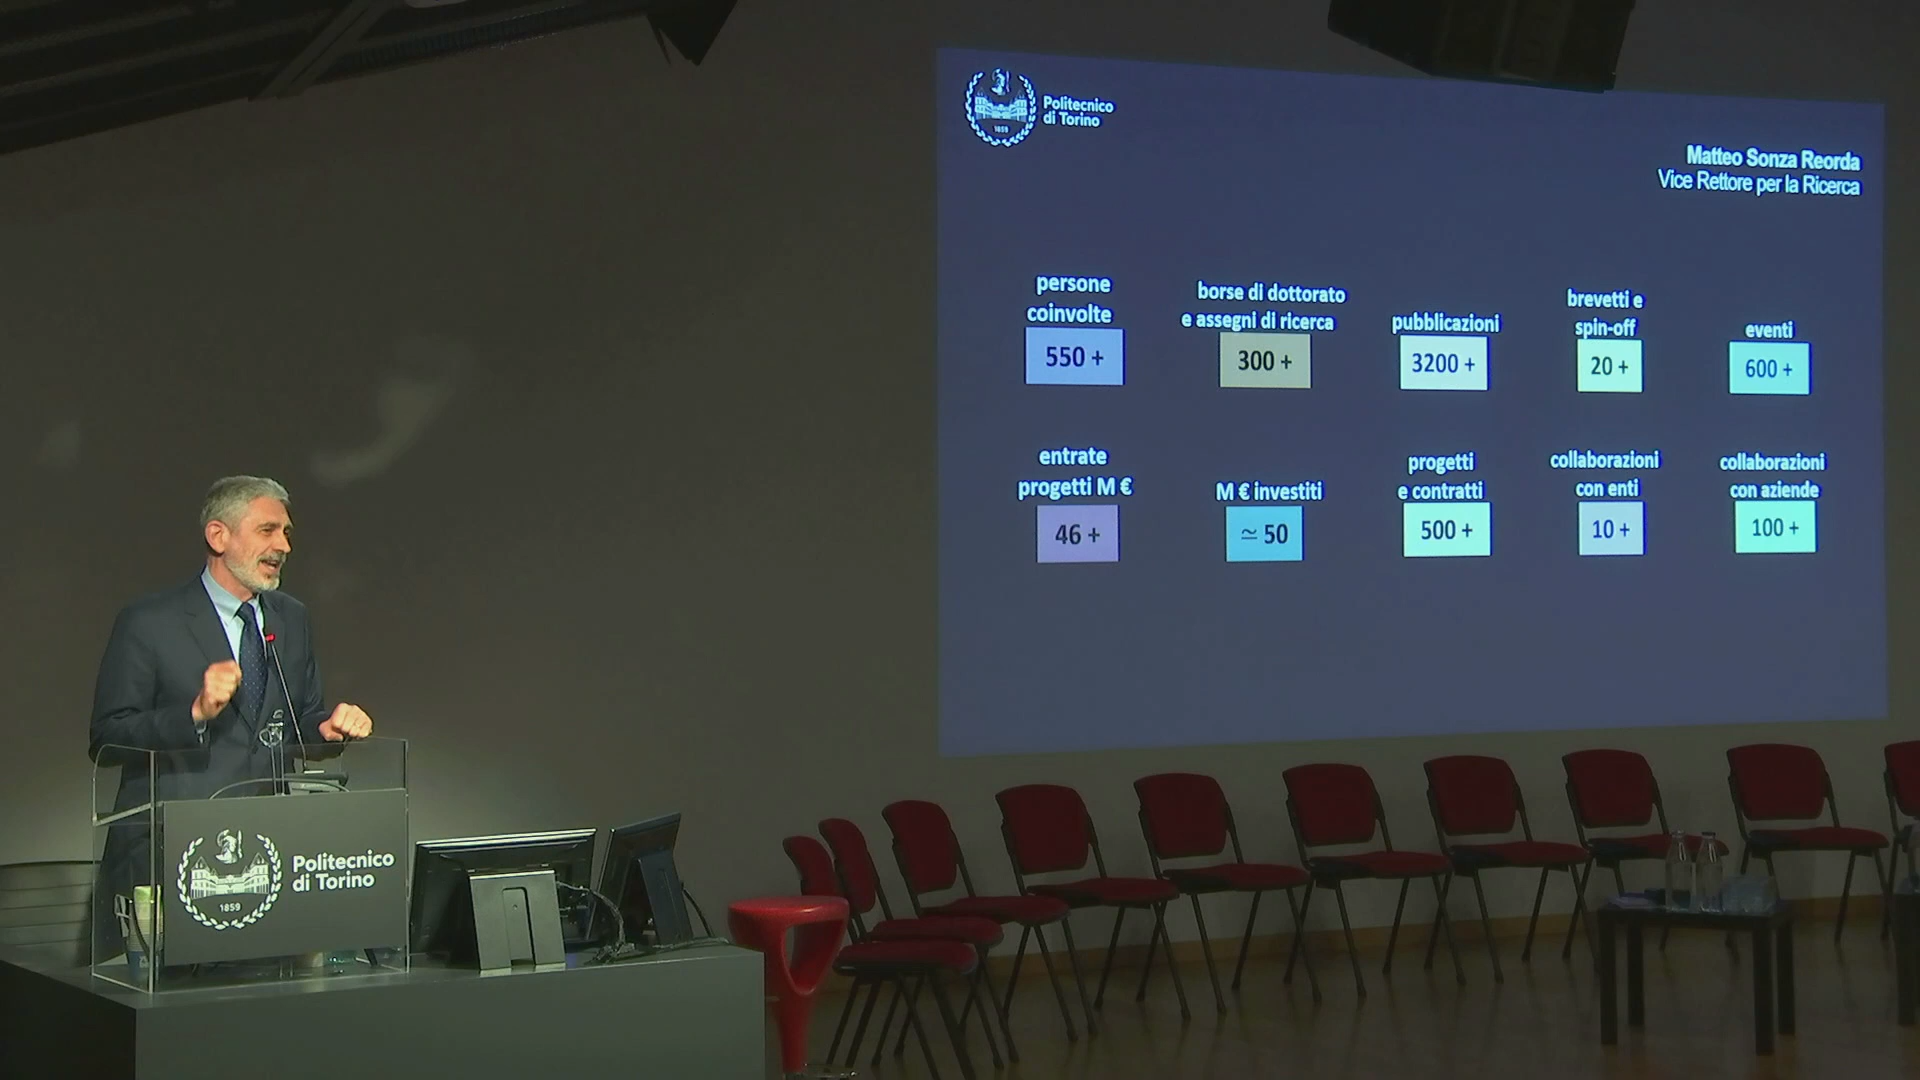 Politecnico
di Torino
1859
Matteo Sonza Reorda
Vice Rettore per la Ricerca
persone
coinvolte
550 +
borse di dottorato
e assegni di ricerca
300 +
pubblicazioni
3200 +
brevetti e
spin-off
20 +
eventi
600 +
entrate
progetti M €
46 +
M € investiti
≃ 50
progetti
e contratti
500 +
collaborazioni
con enti
10 +
collaborazioni
con aziende
100 +
Politecnico
di Torino
1859